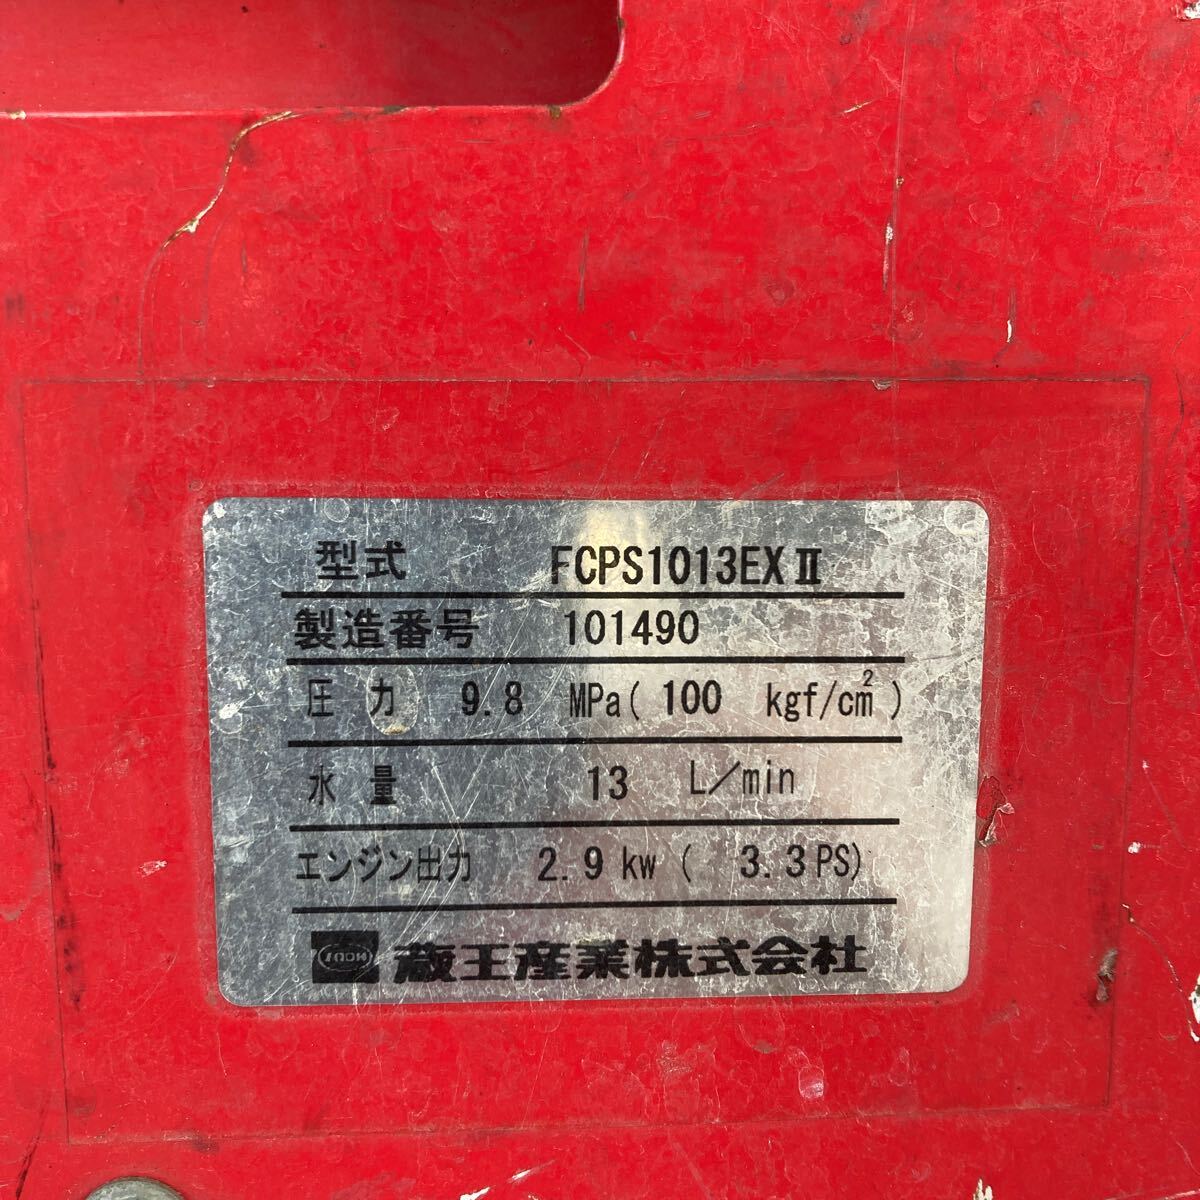 型式 FCPS1013EXⅡ
製造番号 101490
圧力 9.8 MPa( 100 kgf/cm² )
水量 13 L/min
エンジン出力 2.9 kw ( 3.3PS)
蔵王産業株式会社